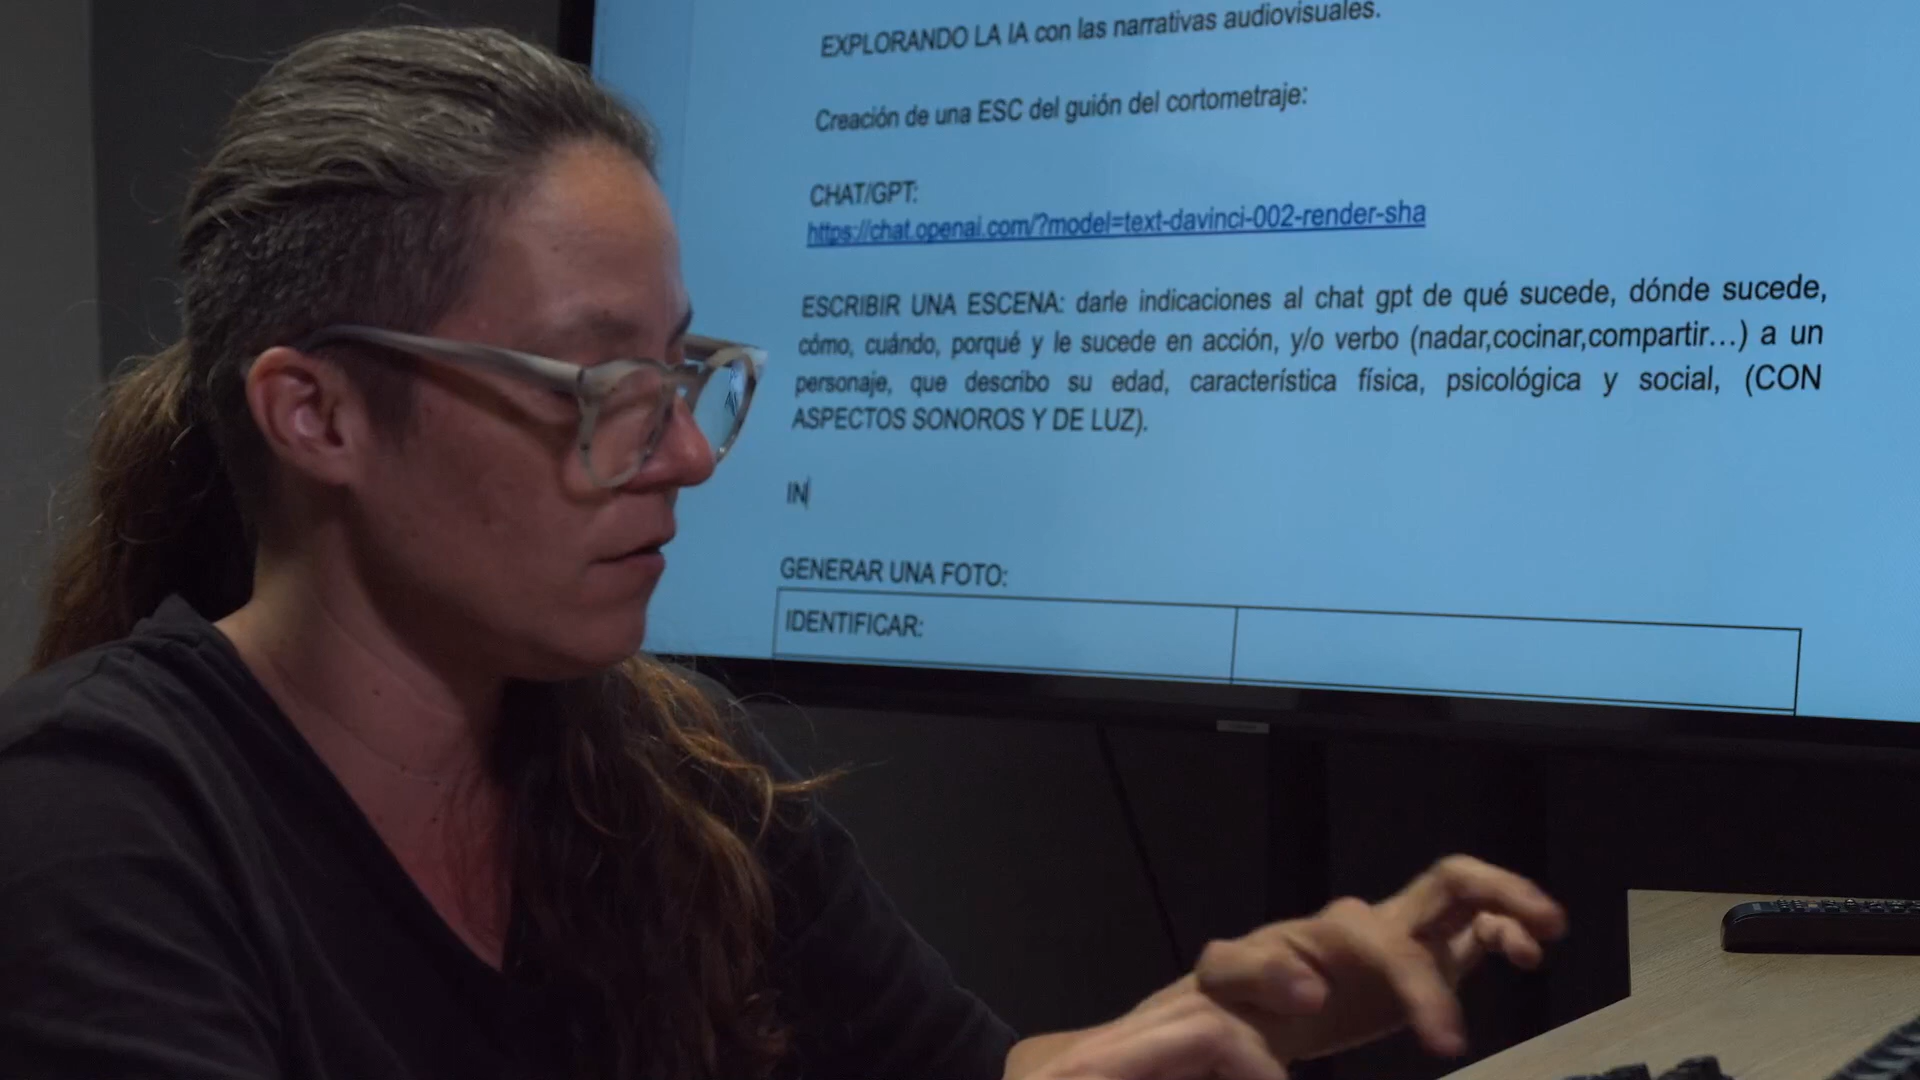 EXPLORANDO LA IA con las narrativas audiovisuales.
Creación de una ESC del guión del cortometraje:
CHAT/GPT:
https://chat.openai.com/?model=text-davinci-002-render-sha
ESCRIBIR UNA ESCENA: darle indicaciones al chat gpt de qué sucede, dónde sucede,
cómo, cuándo, porqué y le sucede en acción, y/o verbo (nadar,cocinar,compartir...) a un
personaje, que describo su edad, característica física, psicológica y social, (CON
ASPECTOS SONOROS Y DE LUZ).
IN
GENERAR UNA FOTO:
IDENTIFICAR: